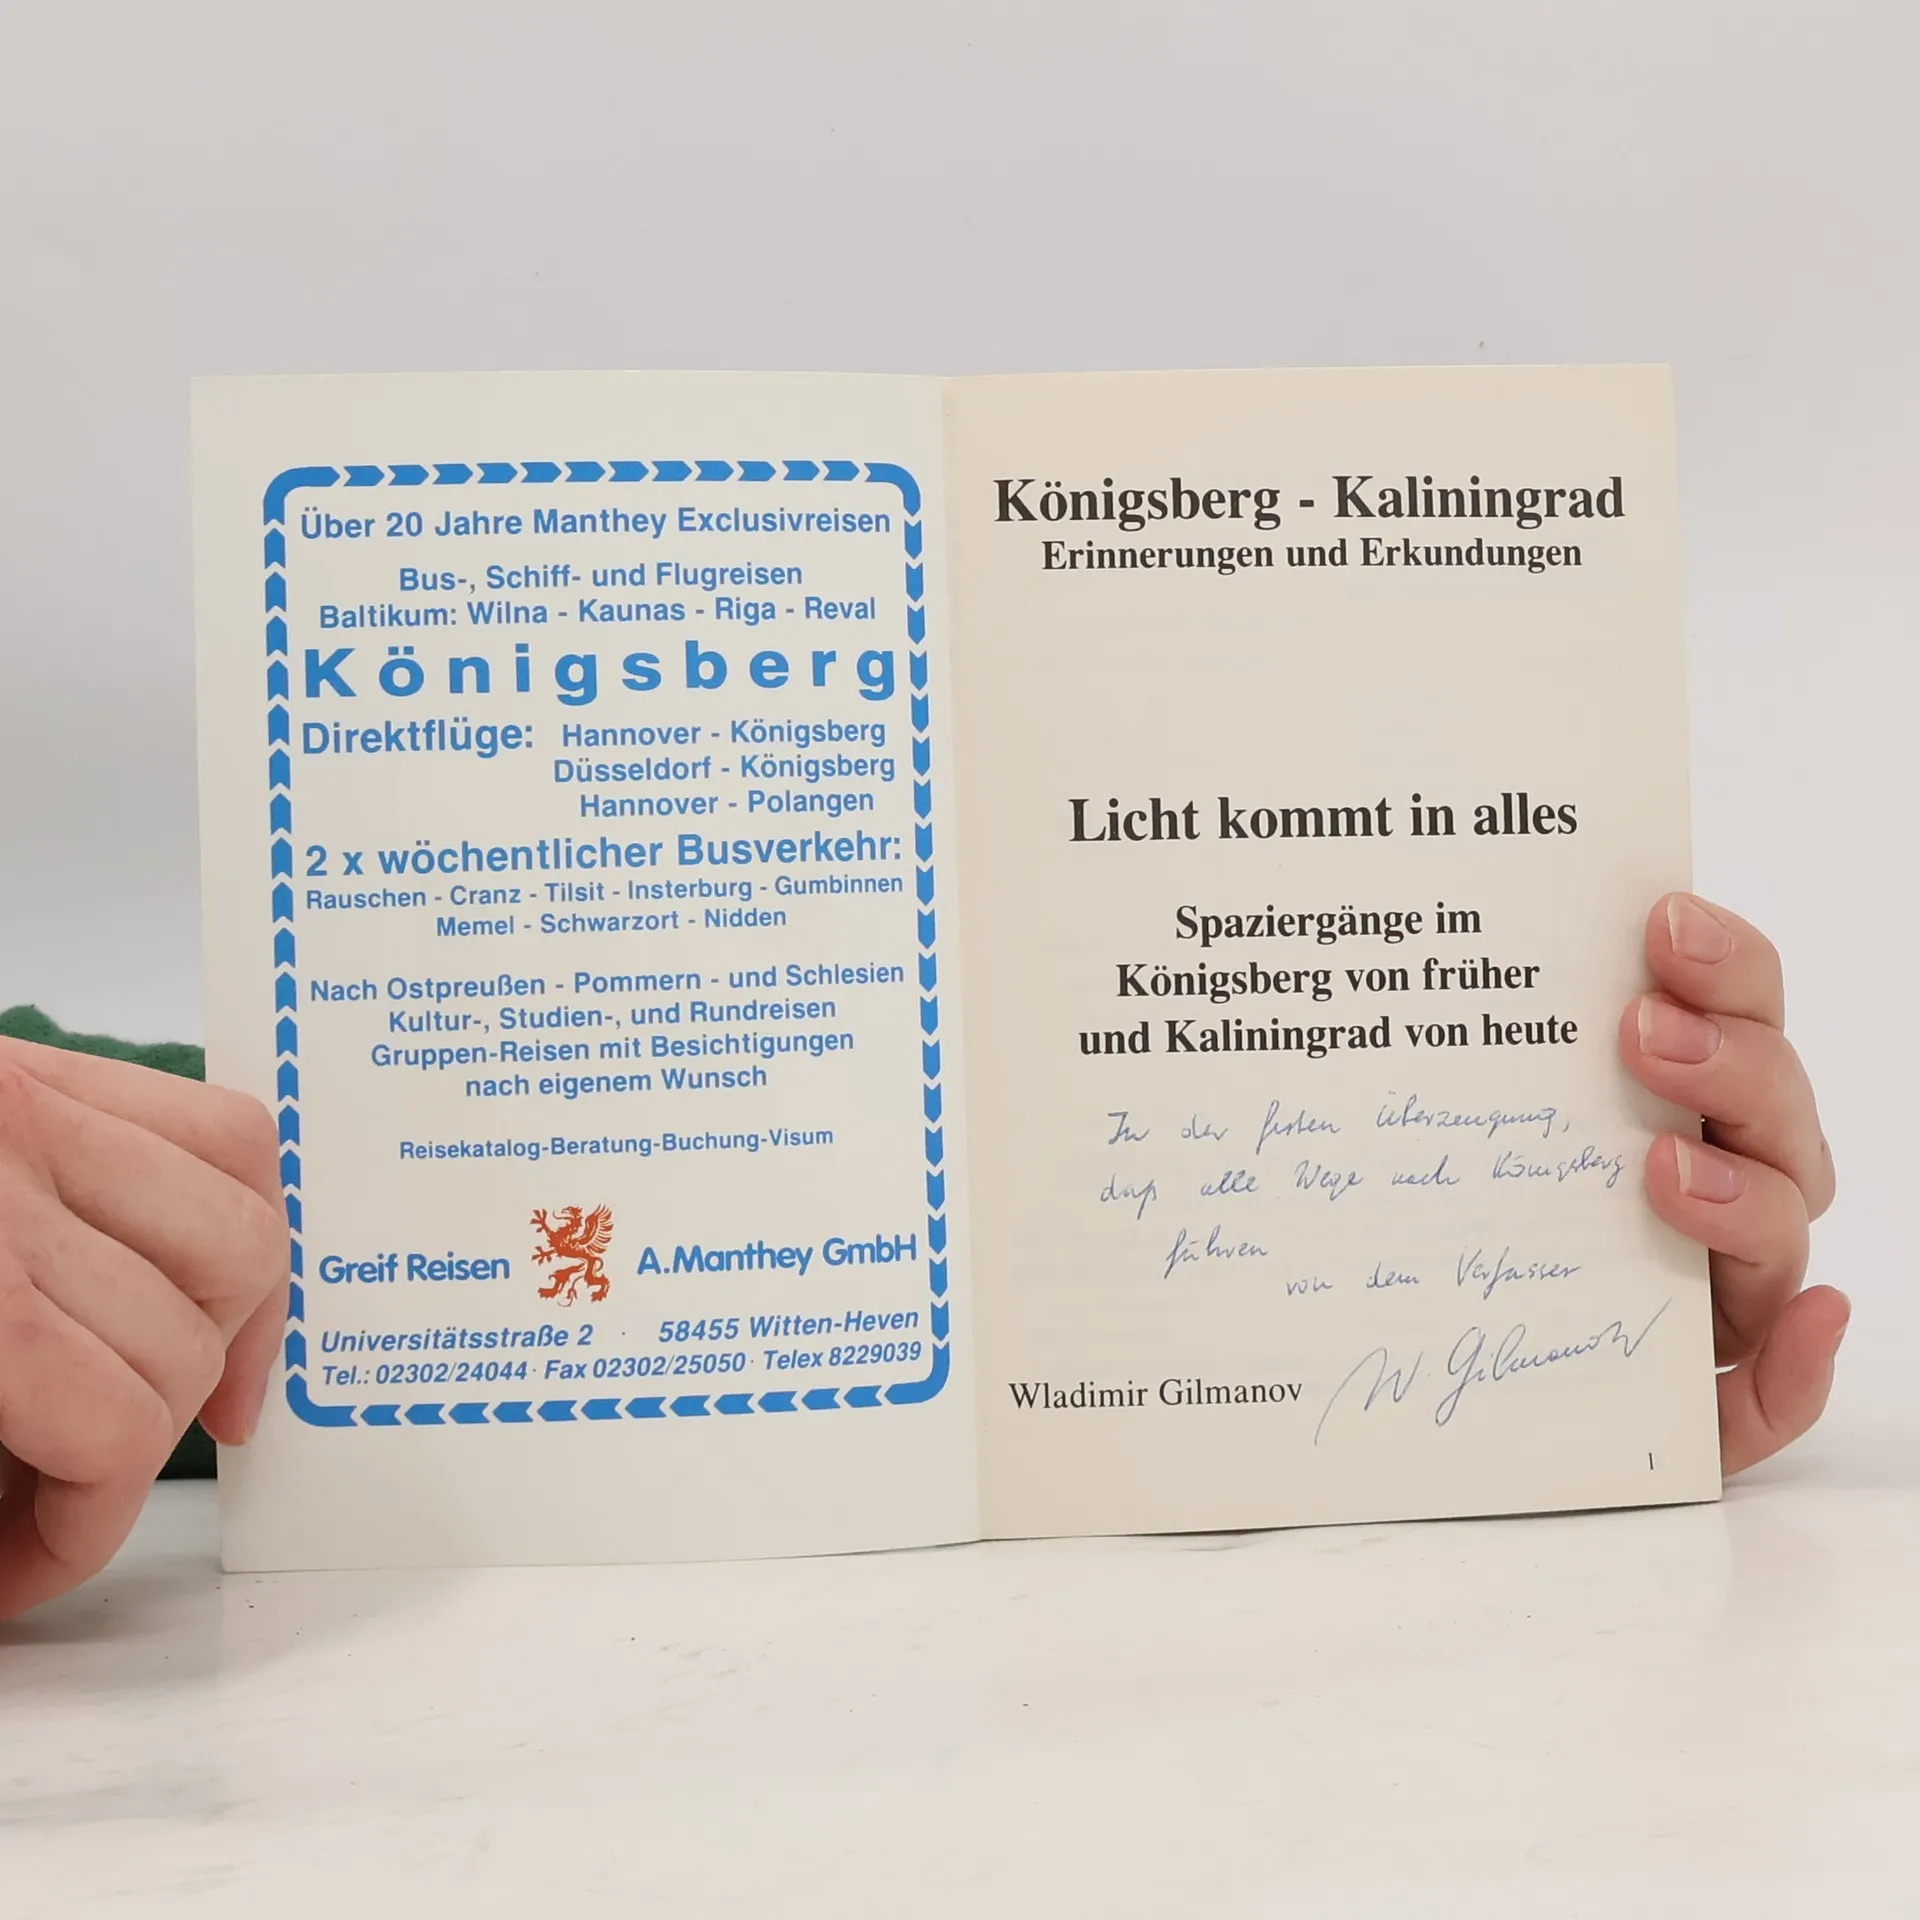 Über 20 Jahre Manthey Exclusivreisen
Bus-, Schiff- und Flugreisen
Baltikum: Wilna - Kaunas - Riga - Reval
Königsberg
Direktflüge: Hannover - Königsberg
Düsseldorf - Königsberg
Hannover - Polangen
2 x wöchentlicher Busverkehr:
Rauschen - Cranz - Tilsit - Insterburg - Gumbinnen
Memel - Schwarzort - Nidden
Nach Ostpreußen - Pommern - und Schlesien
Kultur-, Studien-, und Rundreisen
Gruppen-Reisen mit Besichtigungen
nach eigenem Wunsch
Reisekatalog-Beratung-Buchung-Visum
Greif Reisen A.Manthey GmbH
Universitätsstraße 2 · 58455 Witten-Heven
Tel.: 02302/24044 · Fax 02302/25050 · Telex 8229039
Königsberg - Kaliningrad
Erinnerungen und Erkundungen
Licht kommt in alles
Spaziergänge im
Königsberg von früher
und Kaliningrad von heute
In der festen Überzeugung,
daß alle Wege nach Königsberg
führen
von dem Verfasser
Wladimir Gilmanov W. Gilmanov
1